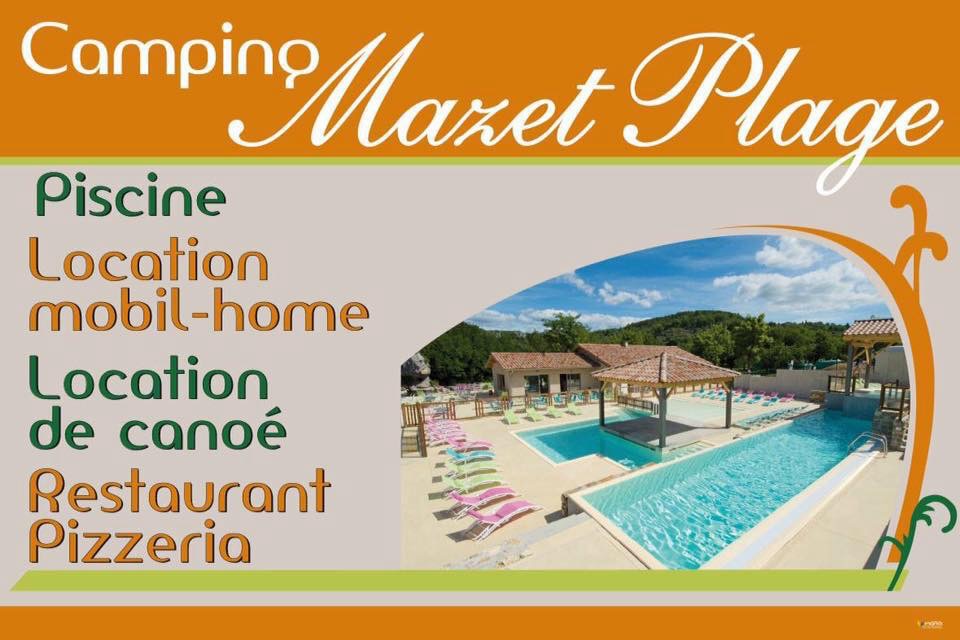 Camping Mazet Plage
Piscine
Location
mobil-home
Location
de canoé
Restaurant
Pizzeria